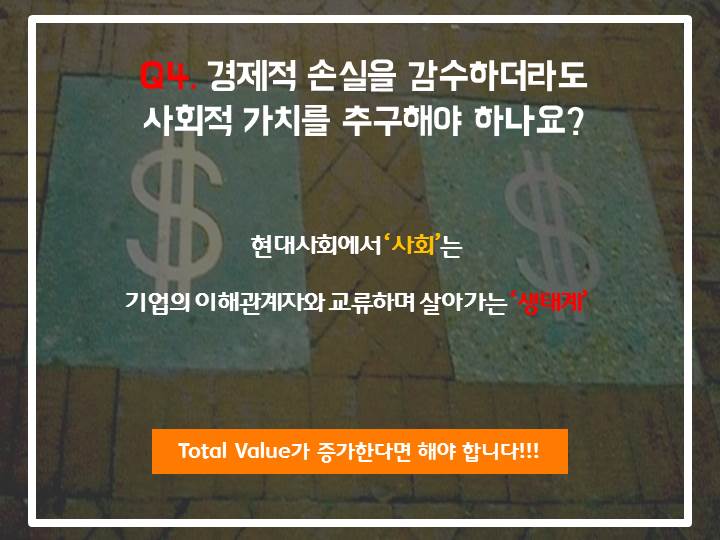 Q4. 경제적 손실을 감수하더라도
사회적 가치를 추구해야 하나요?
현대사회에서 ‘사회’는
기업의 이해관계자와 교류하며 살아가는 ‘생태계’
Total Value가 증가한다면 해야 합니다!!!